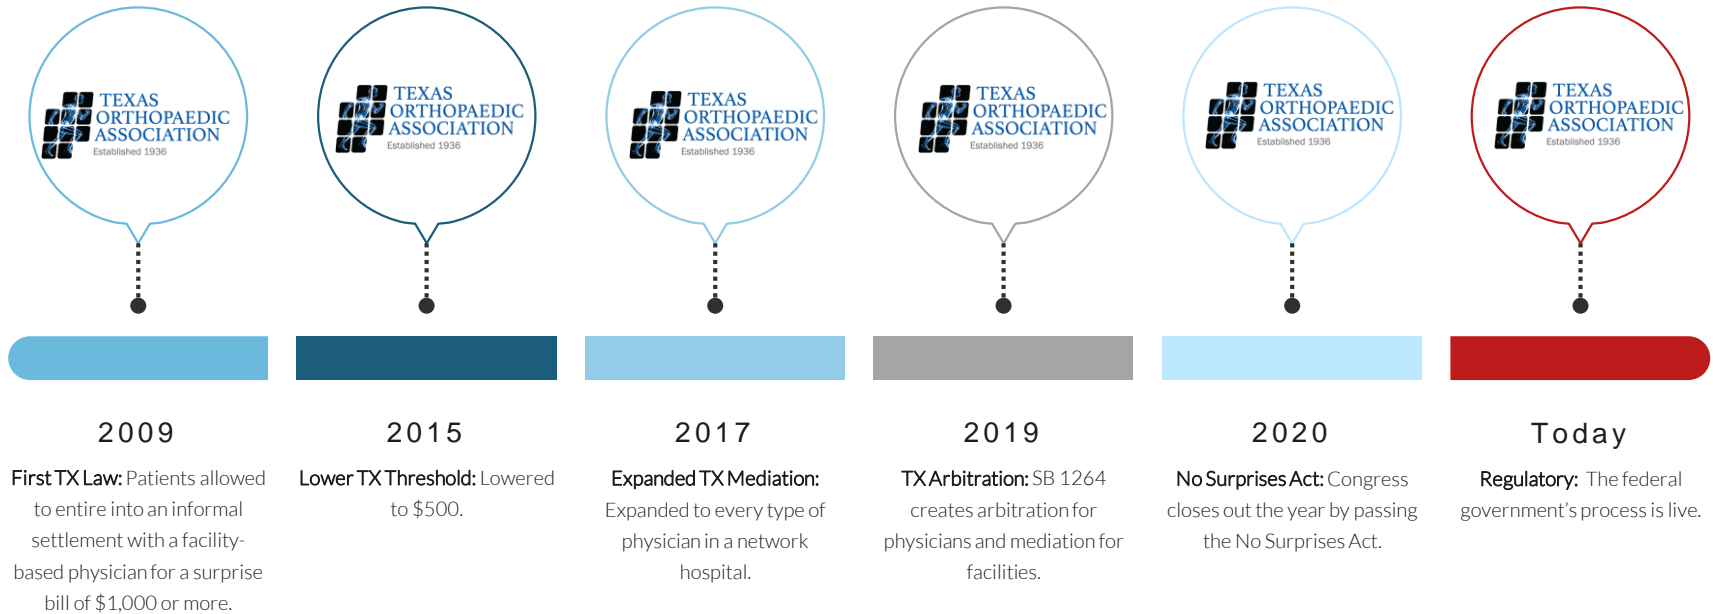 TEXAS
ORTHOPAEDIC
ASSOCIATION
Established 1936
TEXAS
ORTHOPAEDIC
ASSOCIATION
Established 1936
TEXAS
ORTHOPAEDIC
ASSOCIATION
Established 1936
TEXAS
ORTHOPAEDIC
ASSOCIATION
Established 1936
TEXAS
ORTHOPAEDIC
ASSOCIATION
Established 1936
TEXAS
ORTHOPAEDIC
ASSOCIATION
Established 1936
2009
First TX Law: Patients allowed
to entire into an informal
settlement with a facility-
based physician for a surprise
bill of $1,000 or more.
2015
Lower TX Threshold: Lowered
to $500.
2017
Expanded TX Mediation:
Expanded to every type of
physician in a network
hospital.
2019
TX Arbitration: SB 1264
creates arbitration for
physicians and mediation for
facilities.
2020
No Surprises Act: Congress
closes out the year by passing
the No Surprises Act.
Today
Regulatory: The federal
government's process is live.